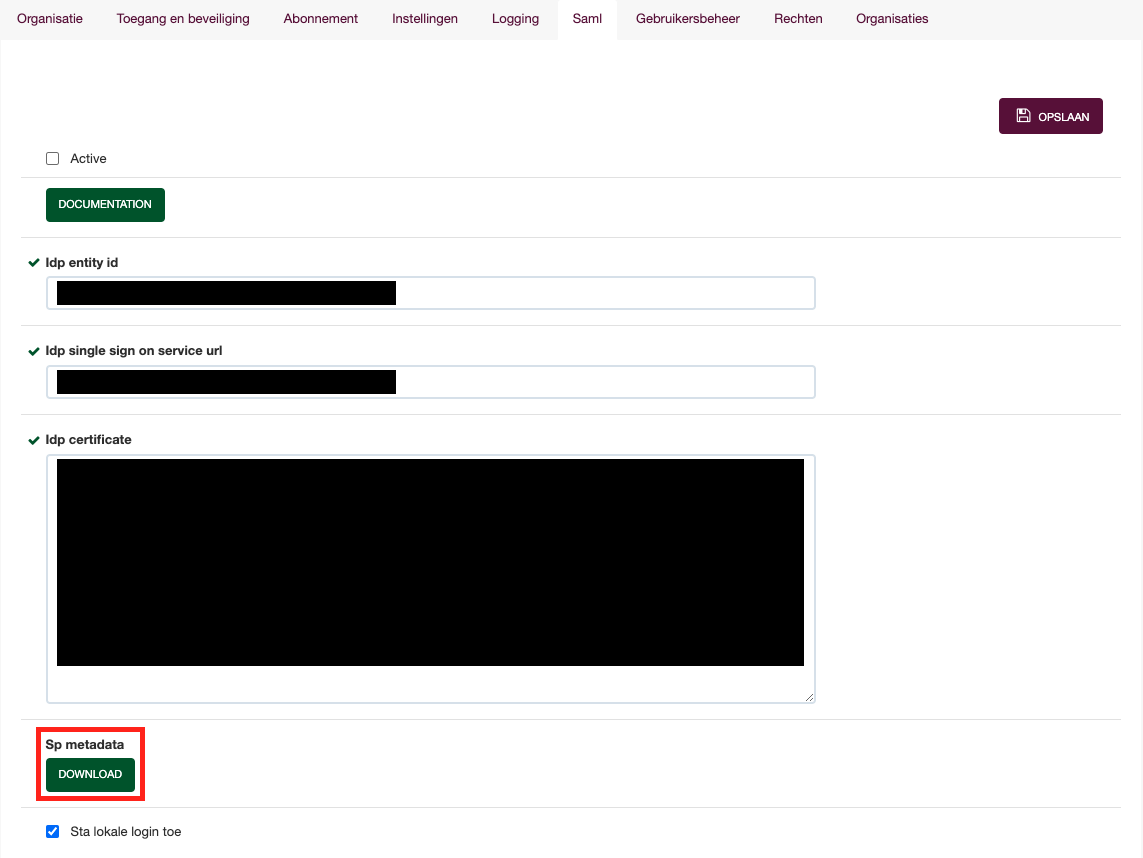 Organisatie Toegang en beveiliging Abonnement Instellingen Logging Saml Gebruikersbeheer Rechten Organisaties
OPSLAAN
Active
DOCUMENTATION
Idp entity id
Idp single sign on service url
Idp certificate
Sp metadata
DOWNLOAD
Sta lokale login toe